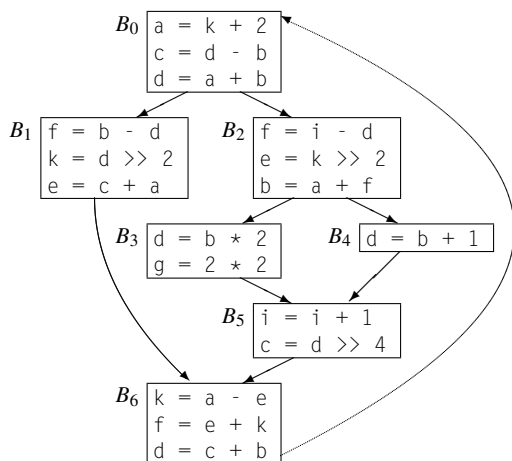 B0
a = k + 2
c = d - b
d = a + b
B1
f = b - d
k = d >> 2
e = c + a
B2
f = i - d
e = k >> 2
b = a + f
B3
d = b * 2
g = 2 * 2
B4
d = b + 1
B5
i = i + 1
c = d >> 4
B6
k = a - e
f = e + k
d = c + b